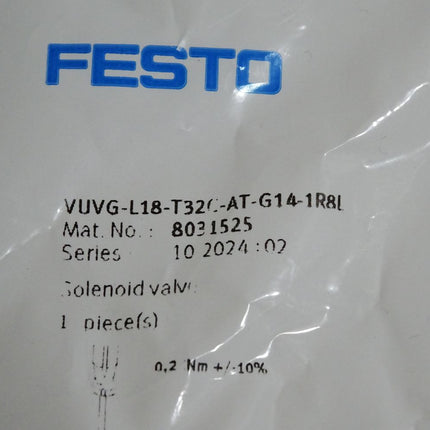 FESTO
VUVG-L18-T32C-AT-G14-1R8L
Mat. No. : 8031525
Series 10.2024 : 02
Solenoid valve
1 piece(s)
0,2 Nm +/-10%